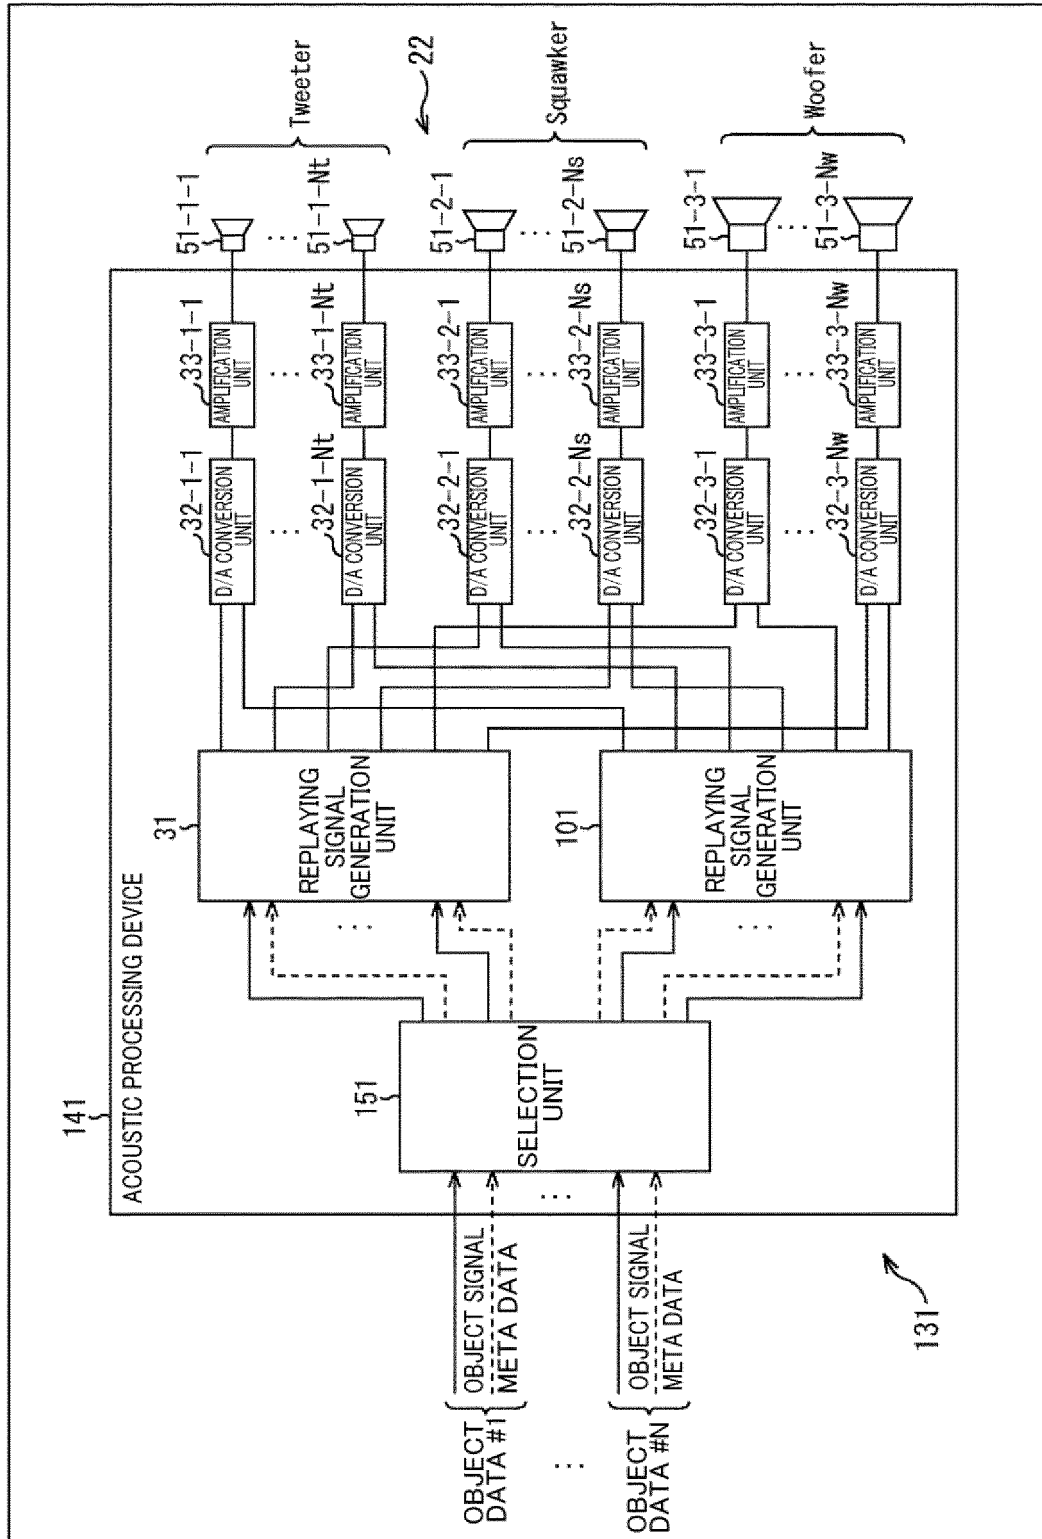 141
ACOUSTIC PROCESSING DEVICE
131
22
OBJECT
DATA #1
OBJECT SIGNAL
META DATA
...
OBJECT
DATA #N
OBJECT SIGNAL
META DATA
...
151
SELECTION
UNIT
31
REPLAYING
SIGNAL
GENERATION
UNIT
...
101
REPLAYING
SIGNAL
GENERATION
UNIT
...
32-1-1
D/A CONVERSION
UNIT
33-1-1
AMPLIFICATION
UNIT
51-1-1
...
...
...
32-1-Nt
D/A CONVERSION
UNIT
33-1-Nt
AMPLIFICATION
UNIT
51-1-Nt
Tweeter
32-2-1
D/A CONVERSION
UNIT
33-2-1
AMPLIFICATION
UNIT
51-2-1
...
...
...
32-2-Ns
D/A CONVERSION
UNIT
33-2-Ns
AMPLIFICATION
UNIT
51-2-Ns
Squawker
32-3-1
D/A CONVERSION
UNIT
33-3-1
AMPLIFICATION
UNIT
51-3-1
...
...
...
32-3-Nw
D/A CONVERSION
UNIT
33-3-Nw
AMPLIFICATION
UNIT
51-3-Nw
Woofer